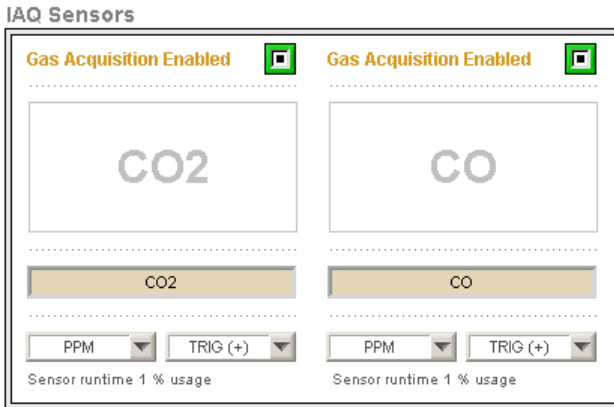 IAQ Sensors
Gas Acquisition Enabled
CO2
CO2
PPM TRIG (+)
Sensor runtime 1 % usage
Gas Acquisition Enabled
CO
CO
PPM TRIG (+)
Sensor runtime 1 % usage